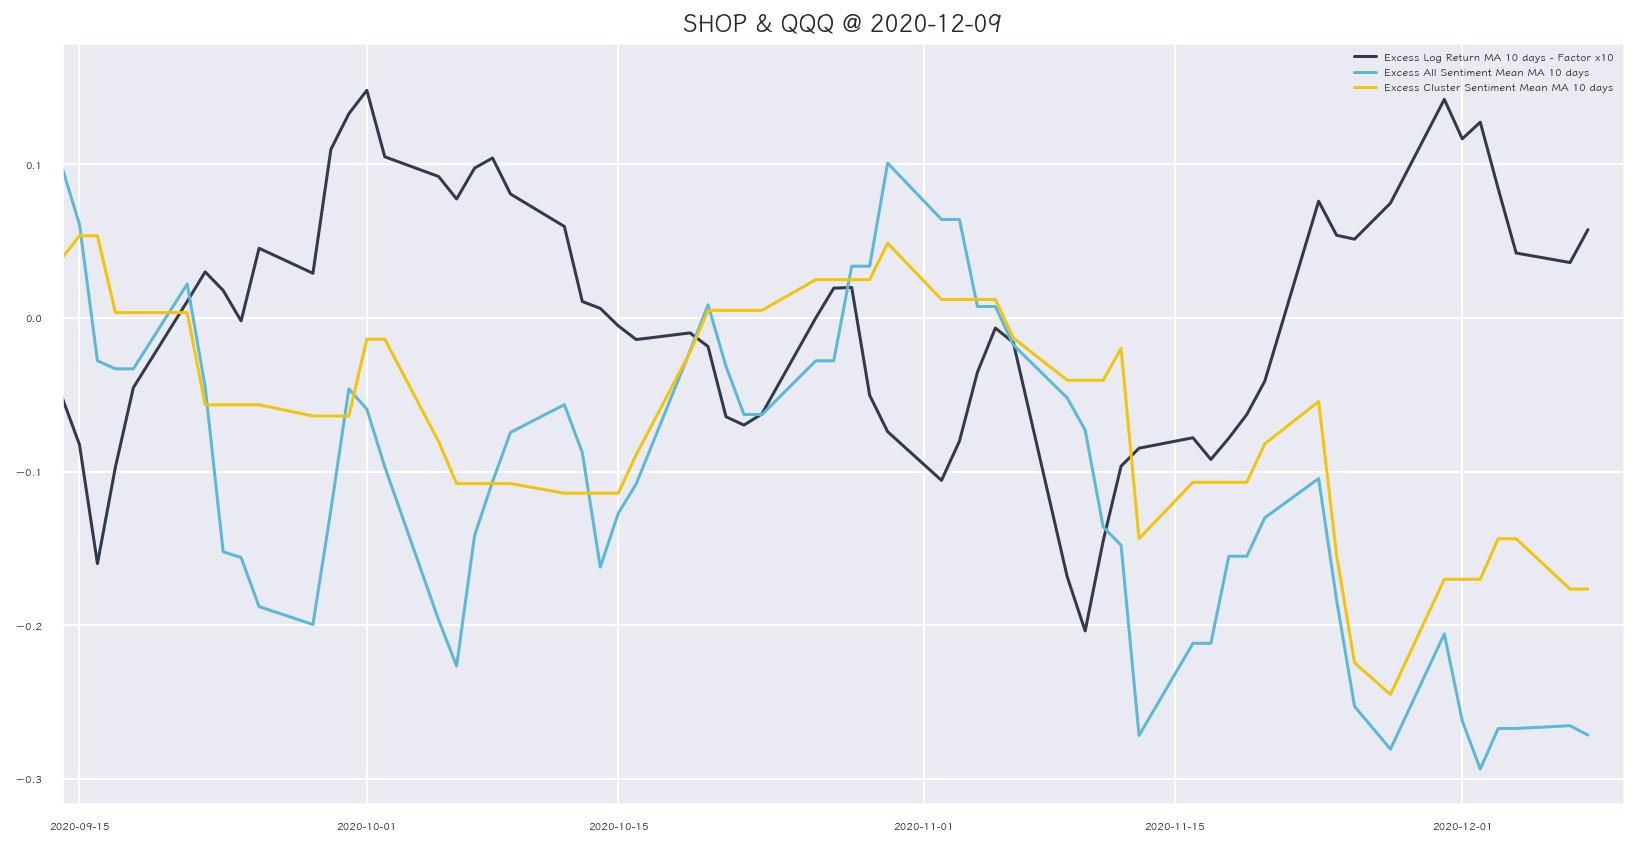 SHOP & QQQ @ 2020-12-09
Excess Log Return MA 10 days - Factor x10
Excess All Sentiment Mean MA 10 days
Excess Cluster Sentiment Mean MA 10 days
0.1
0.0
−0.1
−0.2
−0.3
2020-09-15 2020-10-01 2020-10-15 2020-11-01 2020-11-15 2020-12-01